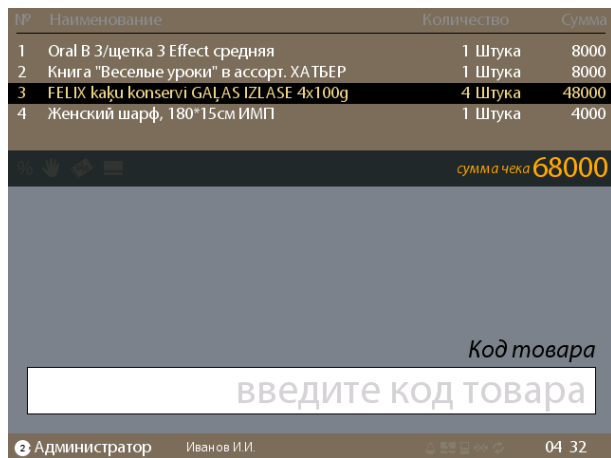 № Наименование Количество Сумма
1 Oral B 3/щетка 3 Effect средняя 1 Штука 8000
2 Книга "Веселые уроки" в ассорт. ХАТБЕР 1 Штука 8000
3 FELIX kaķu konservi GAĻAS IZLASE 4x100g 4 Штука 48000
4 Женский шарф, 180*15см ИМП 1 Штука 4000
% сумма чека 68000
Код товара
введите код товара
2 Администратор Иванов И.И. 04 32